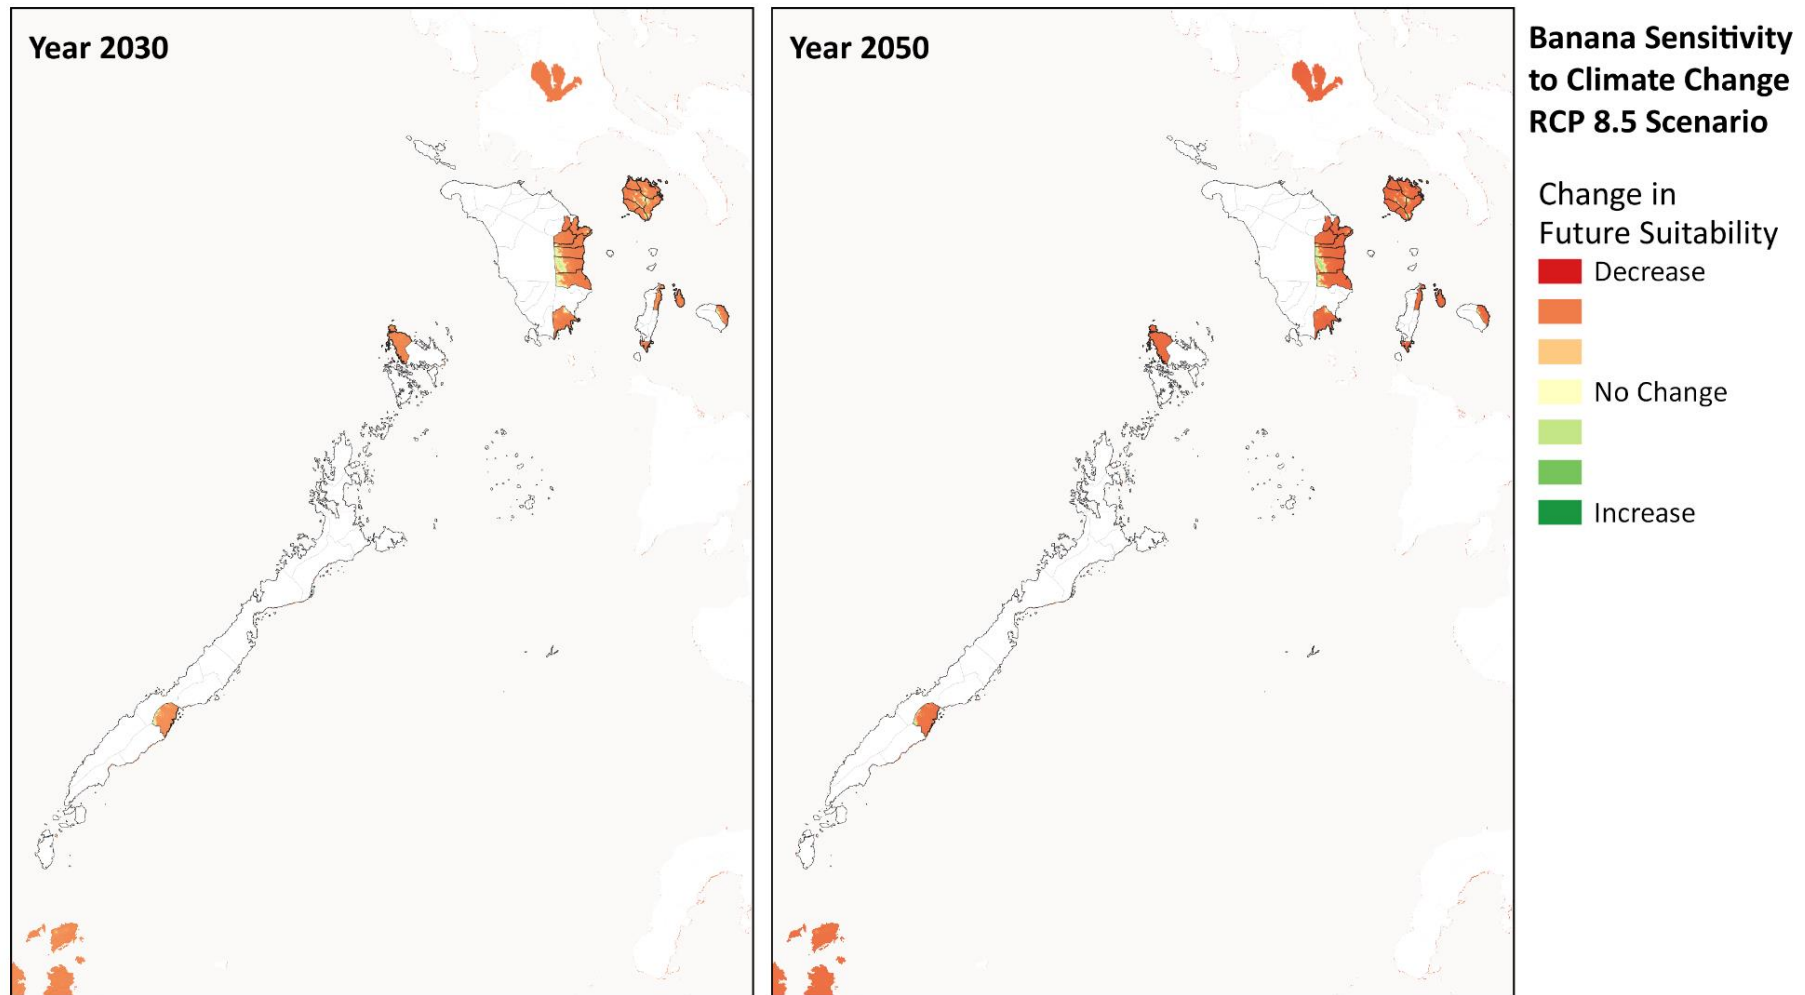 Year 2030
Year 2050
Banana Sensitivity
to Climate Change
RCP 8.5 Scenario
Change in
Future Suitability
Decrease
No Change
Increase